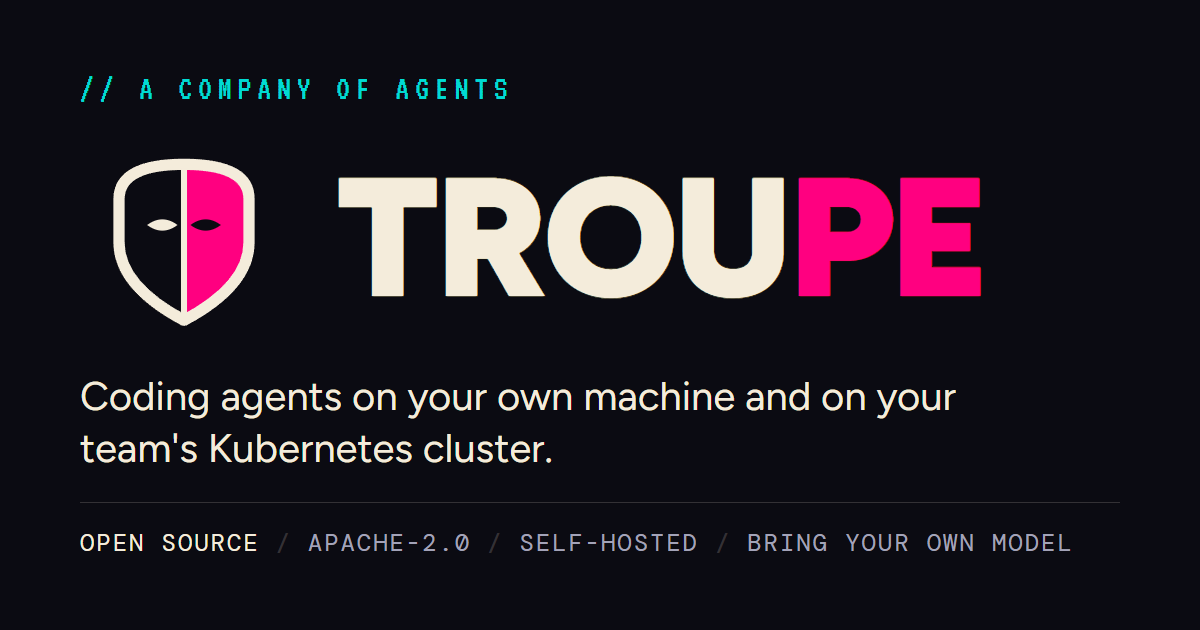 // A COMPANY OF AGENTS
TROUPE
Coding agents on your own machine and on your
team's Kubernetes cluster.
OPEN SOURCE / APACHE-2.0 / SELF-HOSTED / BRING YOUR OWN MODEL